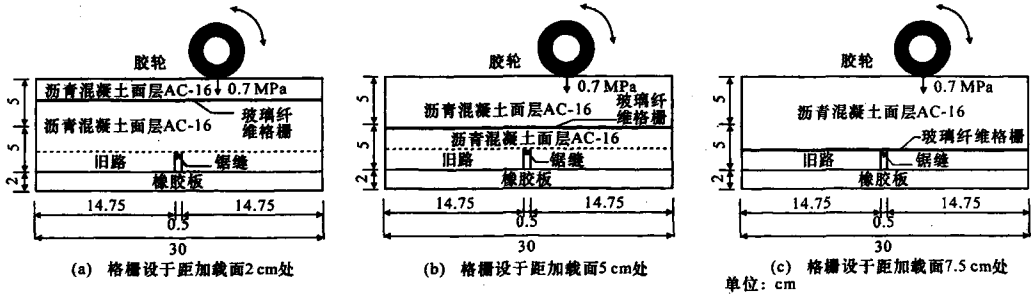 胶轮
0.7 MPa
沥青混凝土面层AC-16
玻璃纤
维格栅
沥青混凝土面层AC-16
旧路
锯缝
橡胶板
5
5
2
14.75
14.75
0.5
30
(a) 格栅设于距加载面2 cm处
胶轮
0.7 MPa
沥青混凝土面层AC-16
玻璃纤
维格栅
沥青混凝土面层AC-16
旧路
锯缝
橡胶板
5
5
2
14.75
14.75
0.5
30
(b) 格栅设于距加载面5 cm处
胶轮
0.7 MPa
沥青混凝土面层AC-16
玻璃纤维格栅
旧路
锯缝
橡胶板
5
5
2
14.75
14.75
0.5
30
(c) 格栅设于距加载面7.5 cm处
单位：cm